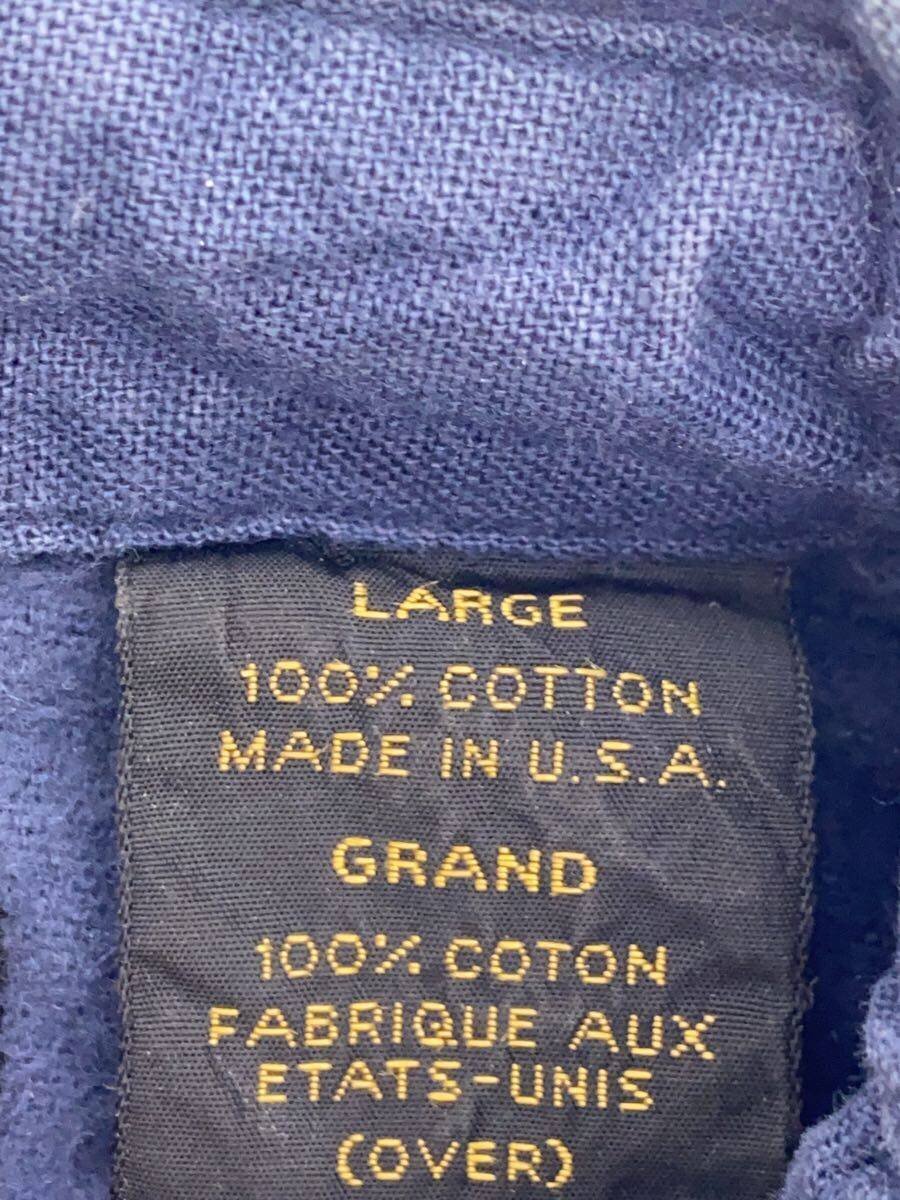 LARGE
100% COTTON
MADE IN U.S.A.
GRAND
100% COTON
FABRIQUE AUX
ETATS-UNIS
(OVER)